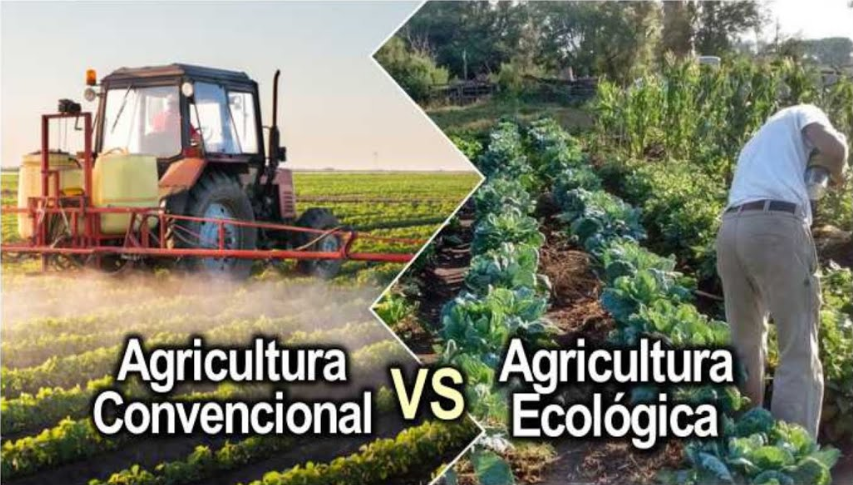 Agricultura
Convencional
VS
Agricultura
Ecológica